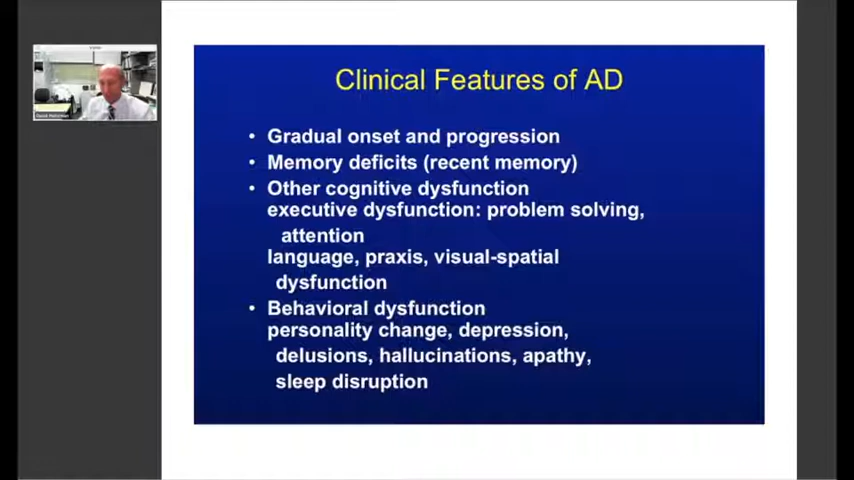 Clinical Features of AD
• Gradual onset and progression
• Memory deficits (recent memory)
• Other cognitive dysfunction
executive dysfunction: problem solving,
attention
language, praxis, visual-spatial
dysfunction
• Behavioral dysfunction
personality change, depression,
delusions, hallucinations, apathy,
sleep disruption